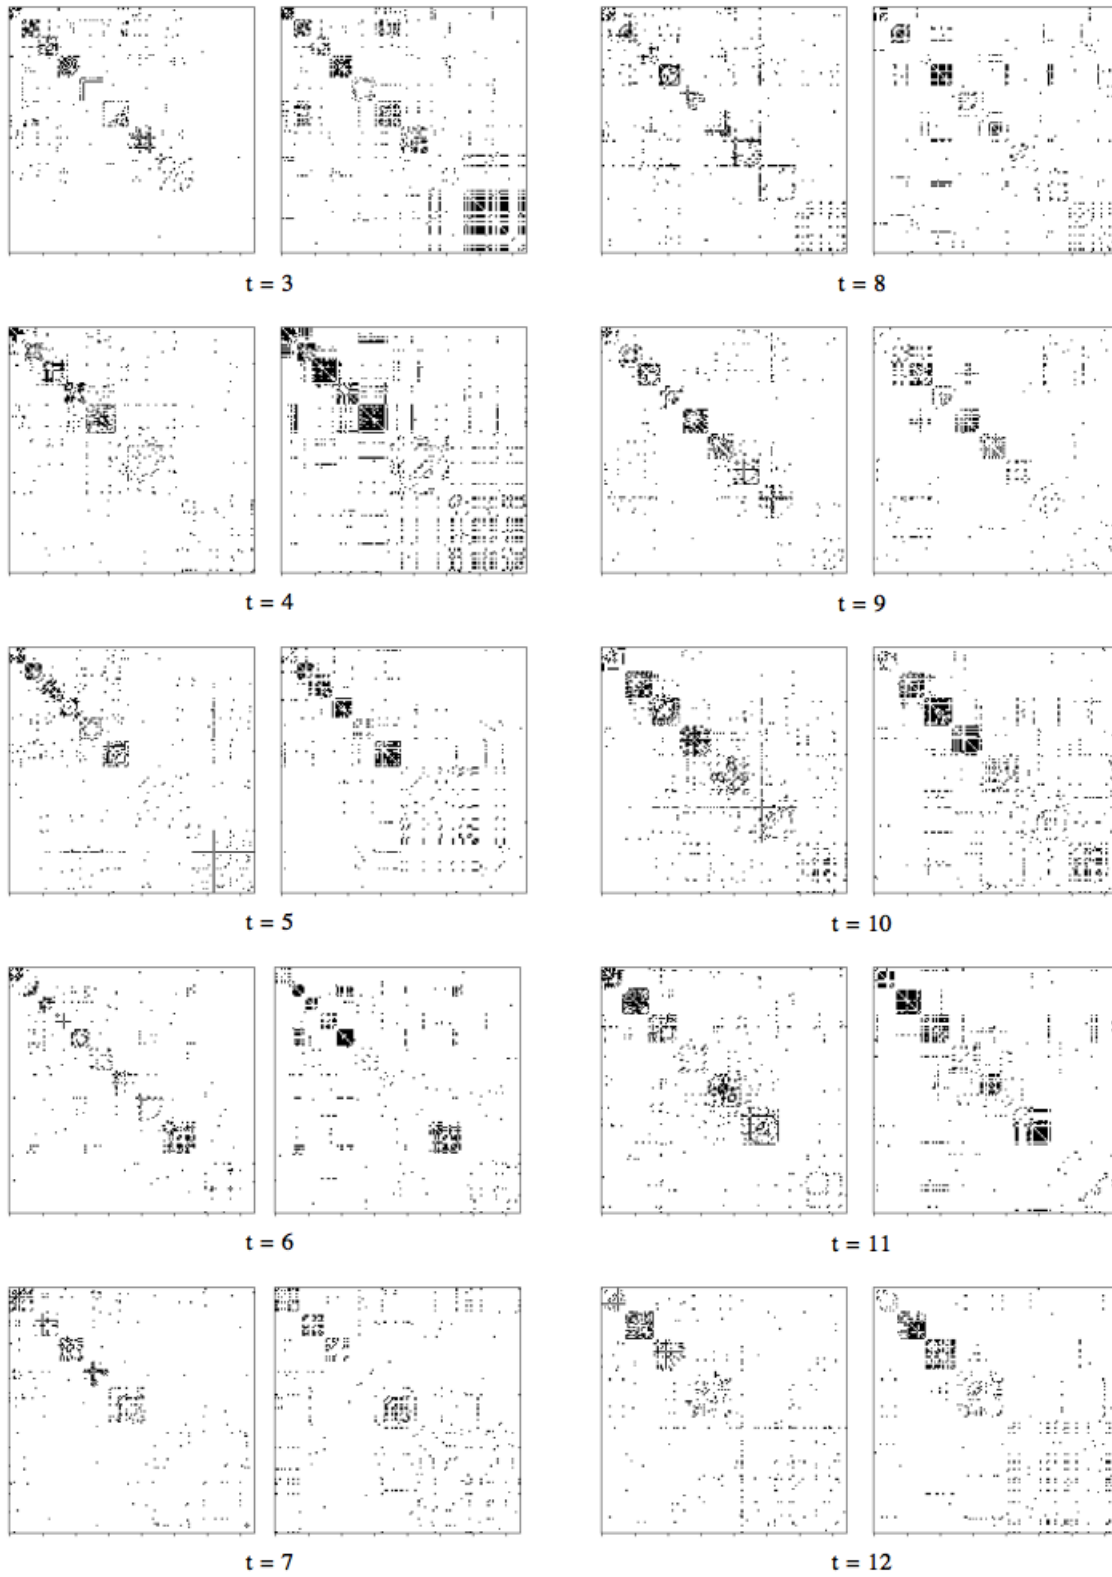 t = 3
t = 8
t = 4
t = 9
t = 5
t = 10
t = 6
t = 11
t = 7
t = 12